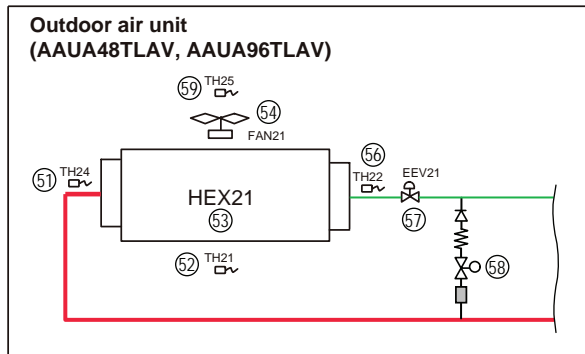 Outdoor air unit
(AAUA48TLAV, AAUA96TLAV)
59 TH25
54
FAN21
51 TH24
56
TH22
EEV21
HEX21
53
57
52 TH21
58